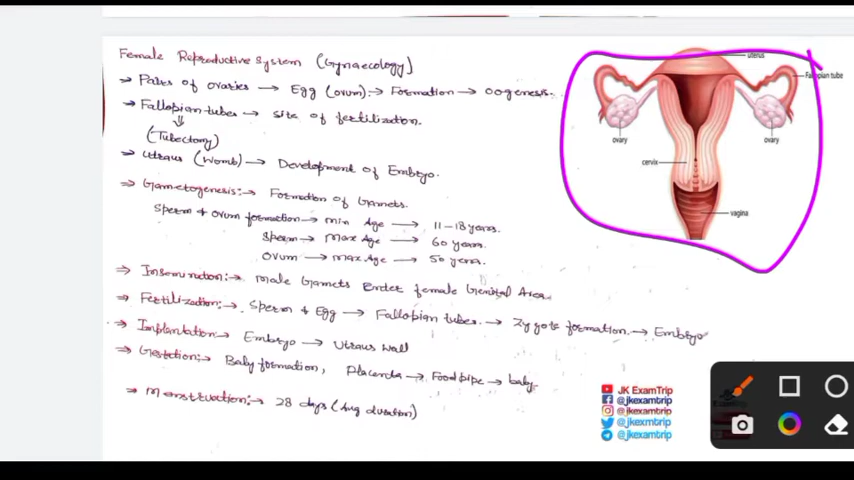 Female Reproductive System (Gynaecology)
→ Pairs of ovaries → Egg (ovum) → Formation → oogenesis.
→ Fallopian tubes → site of fertilization.
(Tubectomy)
→ Utraus (Womb) → Development of Embryo.
⇒ Gametogenesis:→ Formation of Gamets.
Sperm & Ovum formation → min Age → 11-18 years.
Sperm → Max Age → 60 years.
Ovum → Max Age → 50 years.
⇒ Insemination:→ Male Gamets Enter female Genital Area
⇒ Fertilization:→ Sperm & Egg → Fallopian tubes → Zygote formation → Embryo
→ Implantation:→ Embryo → Utraus wall
⇒ Gestation:→ Baby formation, Placenta → Food pipe → baby
→ Menstruation:→ 28 days (Avg duration)
uterus
Fallopian tube
ovary
ovary
cervix
vagina
JK ExamTrip
@jkexamtrip
@jkexamtrip
@jkexmtrip
@jkexamtrip